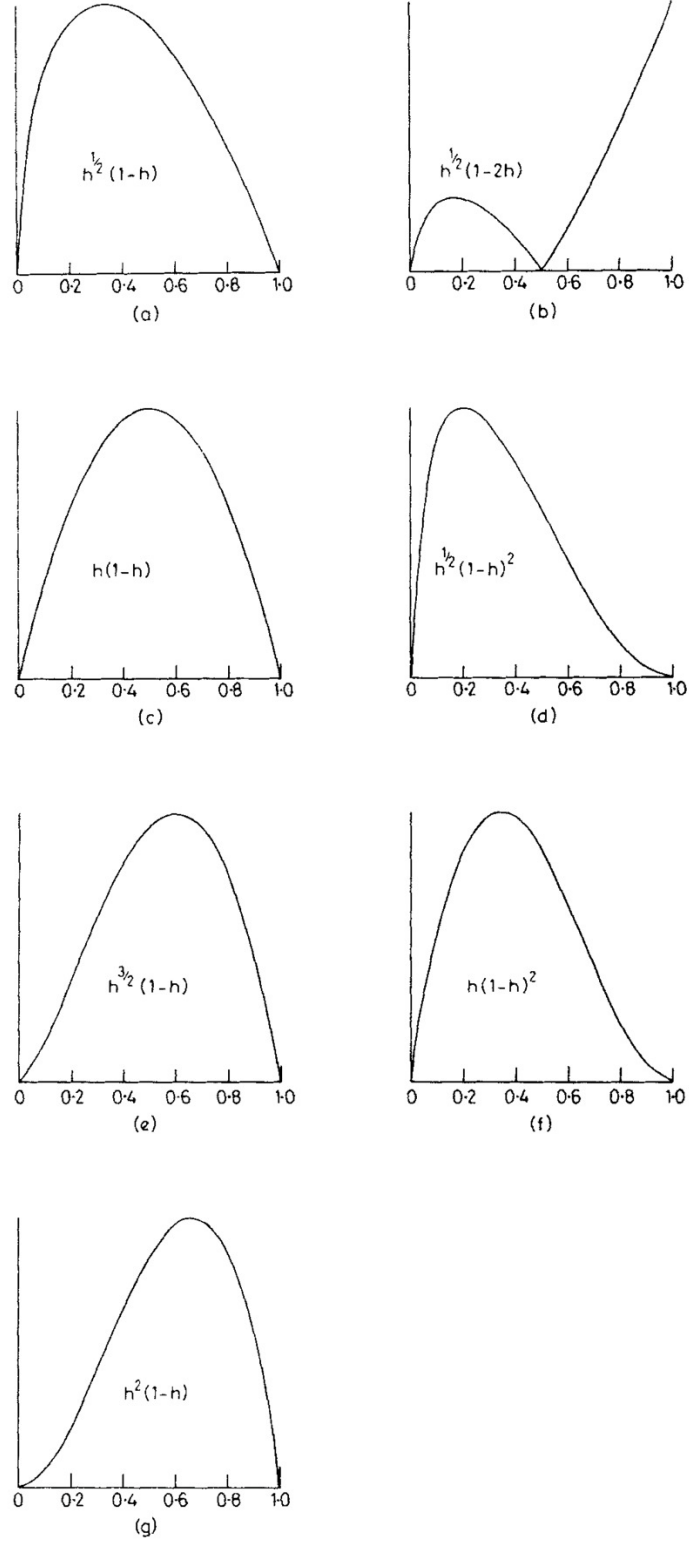 h^½ (1-h)
0 0·2 0·4 0·6 0·8 1·0
(a)
h^½ (1-2h)
0 0·2 0·4 0·6 0·8 1·0
(b)
h(1-h)
0 0·2 0·4 0·6 0·8 1·0
(c)
h^½ (1-h)²
0 0·2 0·4 0·6 0·8 1·0
(d)
h^3/2 (1-h)
0 0·2 0·4 0·6 0·8 1·0
(e)
h(1-h)²
0 0·2 0·4 0·6 0·8 1·0
(f)
h²(1-h)
0 0·2 0·4 0·6 0·8 1·0
(g)